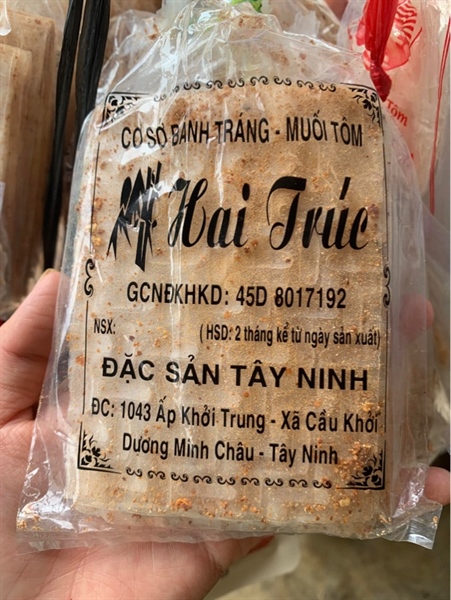 CƠ SỞ BÁNH TRÁNG - MUỐI TÔM
Hai Trúc
GCNĐKHKD: 45D 8017192
NSX: ( HSD: 2 tháng kể từ ngày sản xuất)
ĐẶC SẢN TÂY NINH
ĐC: 1043 Ấp Khởi Trung - Xã Cầu Khởi
Dương Minh Châu - Tây Ninh
Tôm